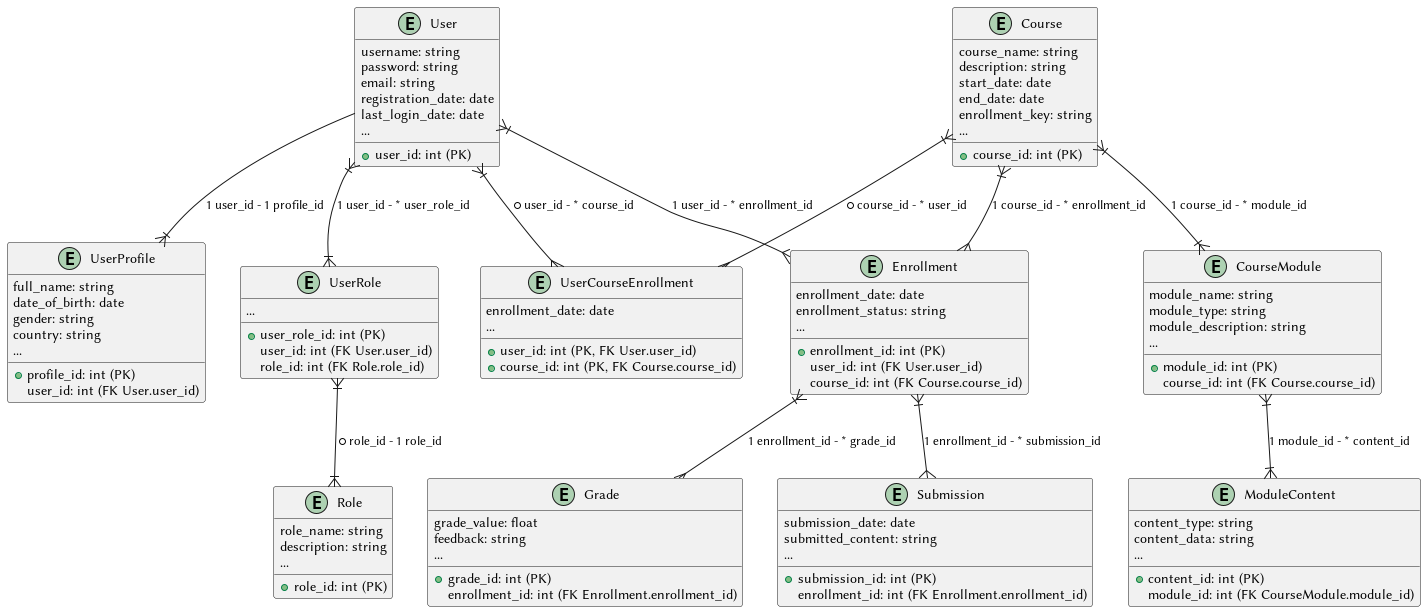 E User
username: string
password: string
email: string
registration_date: date
last_login_date: date
...
user_id: int (PK)
E Course
course_name: string
description: string
start_date: date
end_date: date
enrollment_key: string
...
course_id: int (PK)
1 user_id - 1 profile_id
1 user_id - * user_role_id
user_id - * course_id
1 user_id - * enrollment_id
course_id - * user_id
1 course_id - * enrollment_id
1 course_id - * module_id
E UserProfile
full_name: string
date_of_birth: date
gender: string
country: string
...
profile_id: int (PK)
user_id: int (FK User.user_id)
E UserRole
...
user_role_id: int (PK)
user_id: int (FK User.user_id)
role_id: int (FK Role.role_id)
E UserCourseEnrollment
enrollment_date: date
...
user_id: int (PK, FK User.user_id)
course_id: int (PK, FK Course.course_id)
E Enrollment
enrollment_date: date
enrollment_status: string
...
enrollment_id: int (PK)
user_id: int (FK User.user_id)
course_id: int (FK Course.course_id)
E CourseModule
module_name: string
module_type: string
module_description: string
...
module_id: int (PK)
course_id: int (FK Course.course_id)
role_id - 1 role_id
1 enrollment_id - * grade_id
1 enrollment_id - * submission_id
1 module_id - * content_id
E Role
role_name: string
description: string
...
role_id: int (PK)
E Grade
grade_value: float
feedback: string
...
grade_id: int (PK)
enrollment_id: int (FK Enrollment.enrollment_id)
E Submission
submission_date: date
submitted_content: string
...
submission_id: int (PK)
enrollment_id: int (FK Enrollment.enrollment_id)
E ModuleContent
content_type: string
content_data: string
...
content_id: int (PK)
module_id: int (FK CourseModule.module_id)